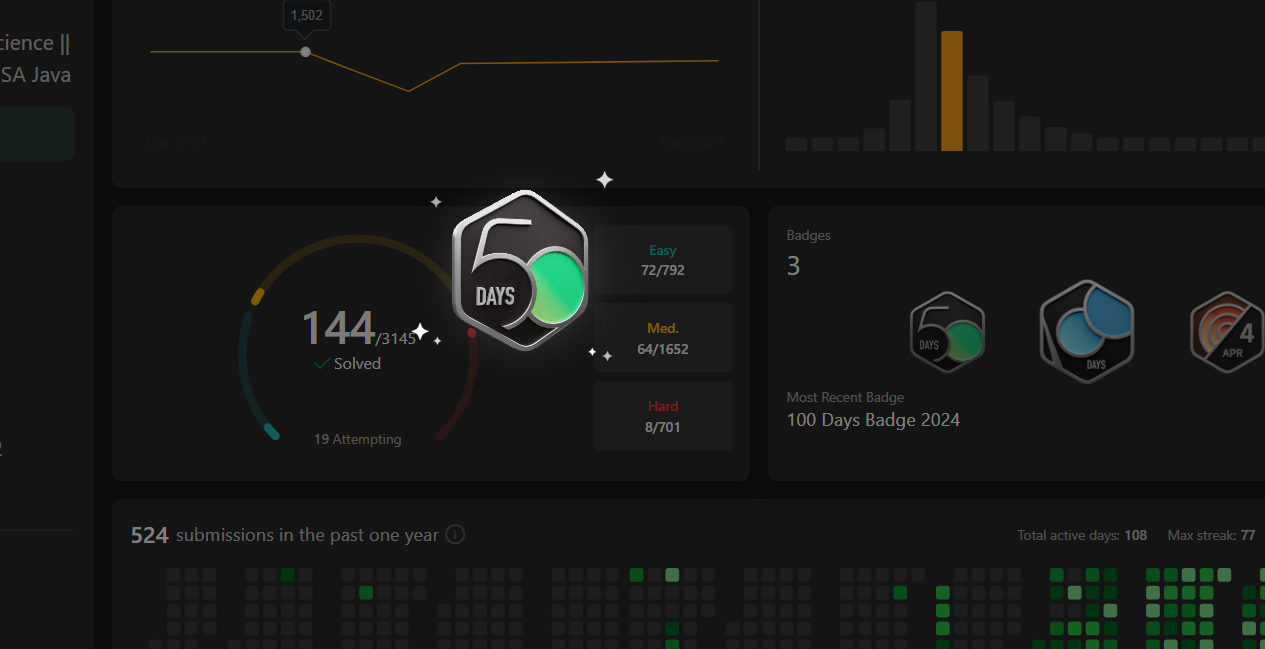 1,502
cience ||
SA Java
Mar 2024
May 2024
50
DAYS
144/3145
Solved
19 Attempting
Easy
72/792
Med.
64/1652
Hard
8/701
Badges
3
50
DAYS
DAYS
4
APR
Most Recent Badge
100 Days Badge 2024
524 submissions in the past one year
Total active days: 108
Max streak: 77